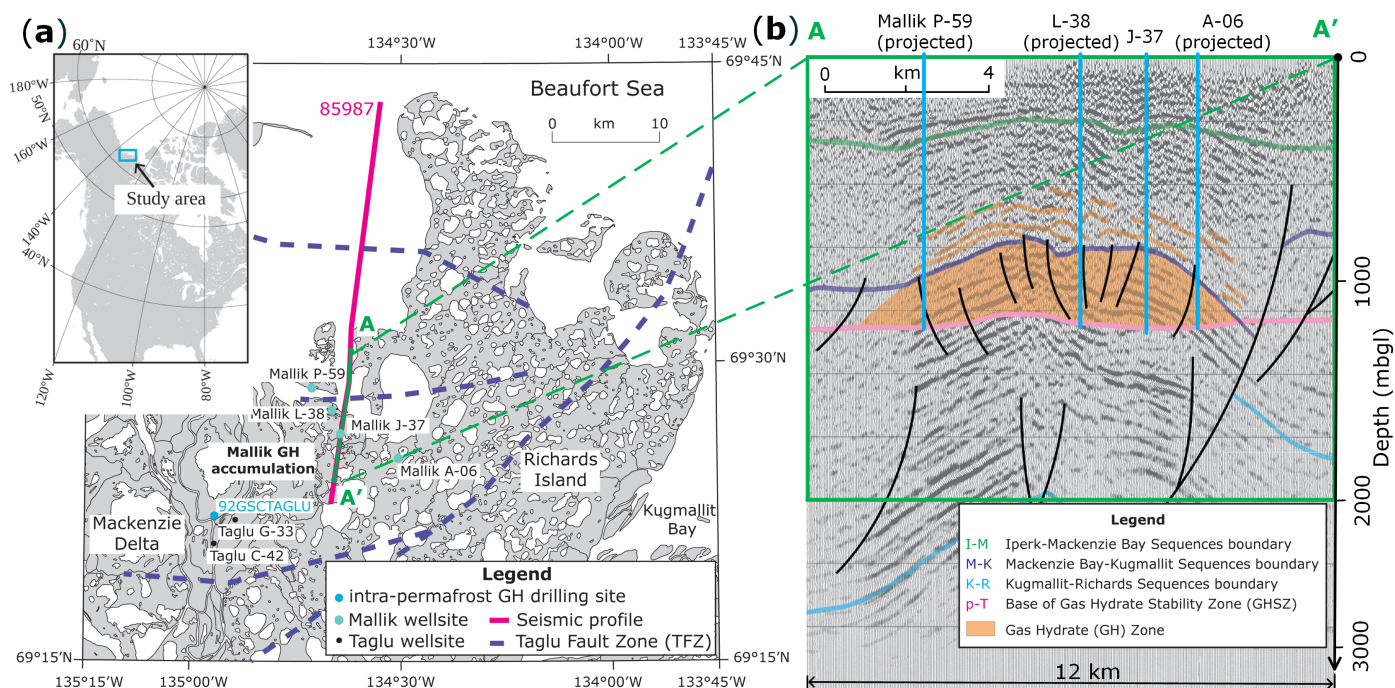 (a)
60°N
180°W
50°N
160°W
140°W
40°N
120°W
100°W
80°W
Study area
134°30′W
134°00′W
133°45′W
69°45′N
Beaufort Sea
0 km 10
85987
A
69°30′N
Mallik P-59
Mallik L-38
Mallik J-37
Mallik GH
accumulation
Mallik A-06
Richards
Island
A’
92GSCTAGLU
Mackenzie
Delta
Taglu G-33
Taglu C-42
Kugmallit
Bay
Legend
intra-permafrost GH drilling site
Mallik wellsite
Seismic profile
Taglu wellsite
Taglu Fault Zone (TFZ)
69°15′N
69°15′N
135°15′W
135°00′W
134°30′W
134°00′W
133°45′W
(b)
A
Mallik P-59
(projected)
L-38
(projected)
J-37
A-06
(projected)
A’
0 km 4
0
1000
2000
3000
Depth (mbgl)
Legend
I-M Iperk-Mackenzie Bay Sequences boundary
M-K Mackenzie Bay-Kugmallit Sequences boundary
K-R Kugmallit-Richards Sequences boundary
p-T Base of Gas Hydrate Stability Zone (GHSZ)
Gas Hydrate (GH) Zone
12 km